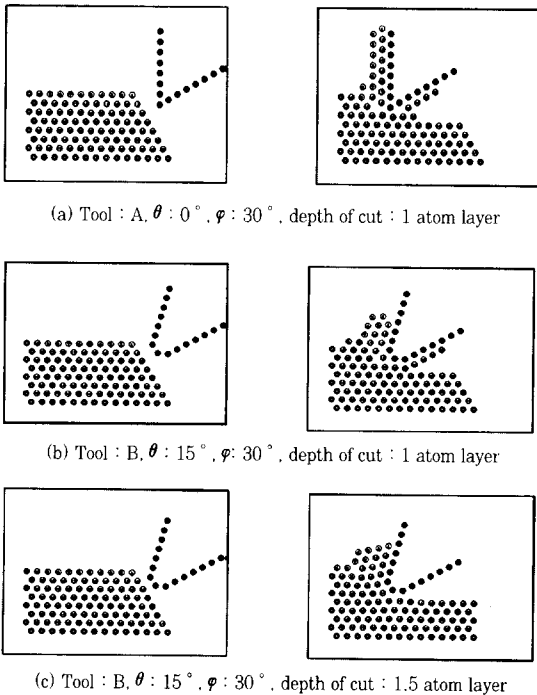 (a) Tool : A, θ : 0°, φ : 30°, depth of cut : 1 atom layer
(b) Tool : B, θ : 15°, φ : 30°, depth of cut : 1 atom layer
(c) Tool : B, θ : 15°, φ : 30°, depth of cut : 1.5 atom layer